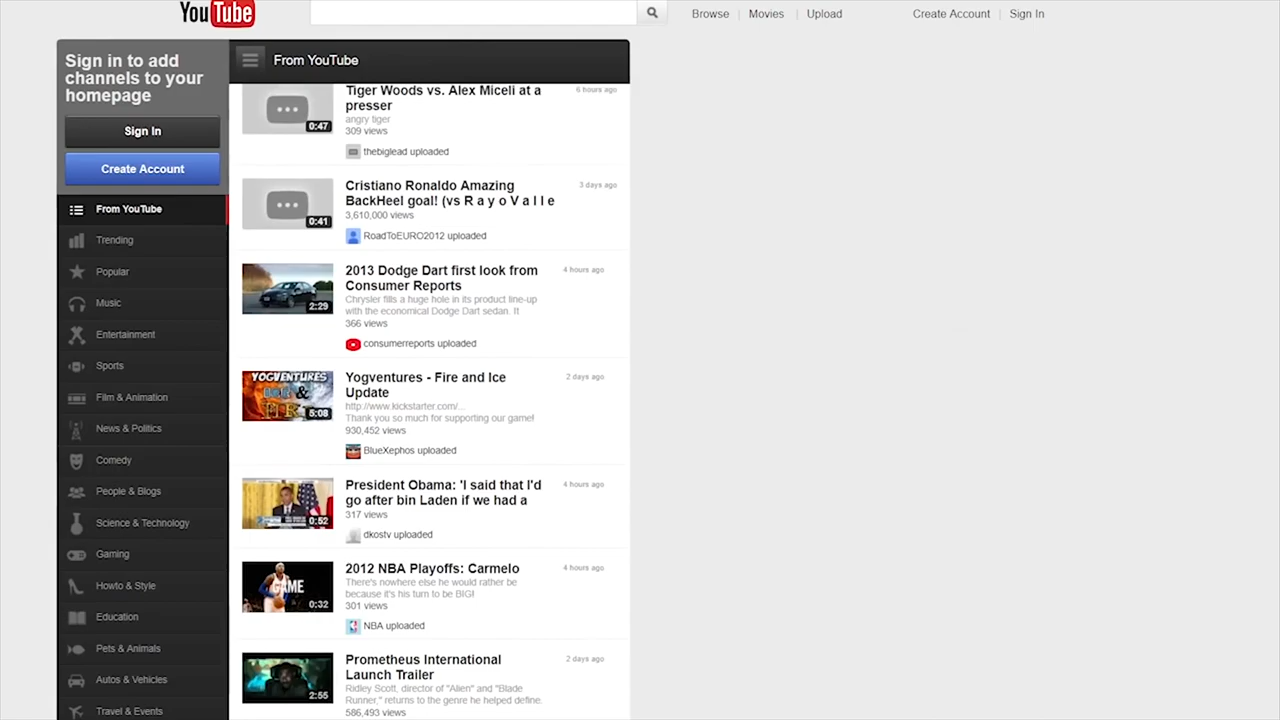 YouTube
Browse | Movies | Upload
Create Account | Sign In
Sign in to add
channels to your
homepage
Sign In
Create Account
From YouTube
Trending
Popular
Music
Entertainment
Sports
Film & Animation
News & Politics
Comedy
People & Blogs
Science & Technology
Gaming
Howto & Style
Education
Pets & Animals
Autos & Vehicles
Travel & Events
From YouTube
Tiger Woods vs. Alex Miceli at a
presser
6 hours ago
angry tiger
309 views
0:47
thebiglead uploaded
Cristiano Ronaldo Amazing
BackHeel goal! (vs R a y o V a l l e
3 days ago
3,610,000 views
0:41
RoadToEURO2012 uploaded
2013 Dodge Dart first look from
Consumer Reports
4 hours ago
Chrysler fills a huge hole in its product line-up
with the economical Dodge Dart sedan. It
366 views
2:29
consumerreports uploaded
YOGVENTURES
&
5:08
Yogventures - Fire and Ice
Update
2 days ago
http://www.kickstarter.com/...
Thank you so much for supporting our game!
930,452 views
BlueXephos uploaded
President Obama: 'I said that I'd
go after bin Laden if we had a
4 hours ago
317 views
0:52
dkostv uploaded
GAME
0:32
2012 NBA Playoffs: Carmelo
4 hours ago
There's nowhere else he would rather be
because it's his turn to be BIG!
301 views
NBA uploaded
Prometheus International
Launch Trailer
2 days ago
Ridley Scott, director of "Alien" and "Blade
Runner," returns to the genre he helped define.
586,493 views
2:55